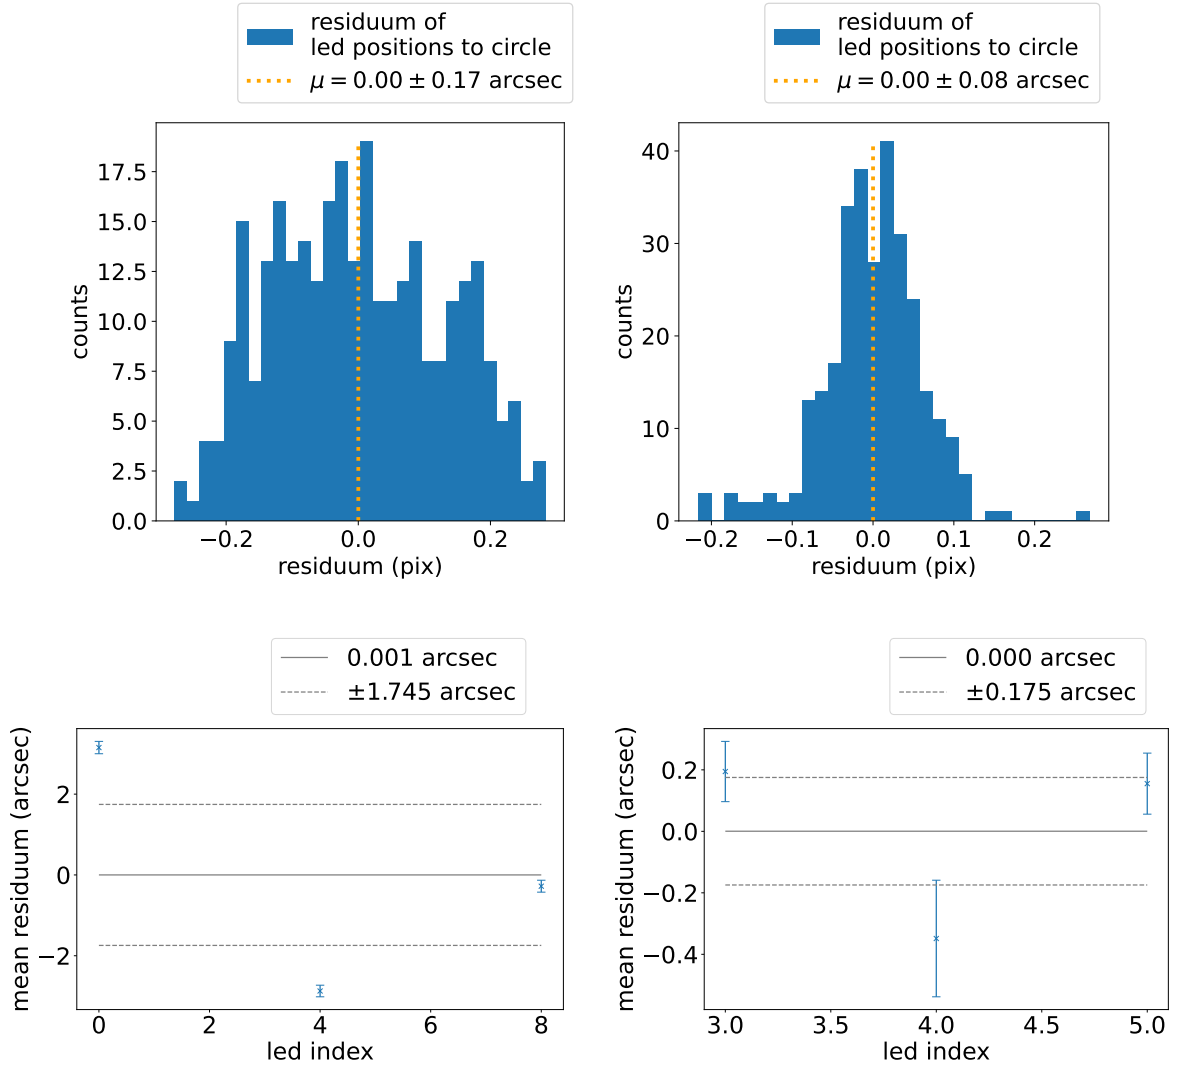 residuum of
led positions to circle
μ = 0.00 ± 0.17 arcsec
17.5
15.0
12.5
10.0
7.5
5.0
2.5
0.0
counts
−0.2
0.0
0.2
residuum (pix)
residuum of
led positions to circle
μ = 0.00 ± 0.08 arcsec
40
30
20
10
0
counts
−0.2
−0.1
0.0
0.1
0.2
residuum (pix)
0.001 arcsec
±1.745 arcsec
2
0
−2
mean residuum (arcsec)
0
2
4
6
8
led index
0.000 arcsec
±0.175 arcsec
0.2
0.0
−0.2
−0.4
mean residuum (arcsec)
3.0
3.5
4.0
4.5
5.0
led index